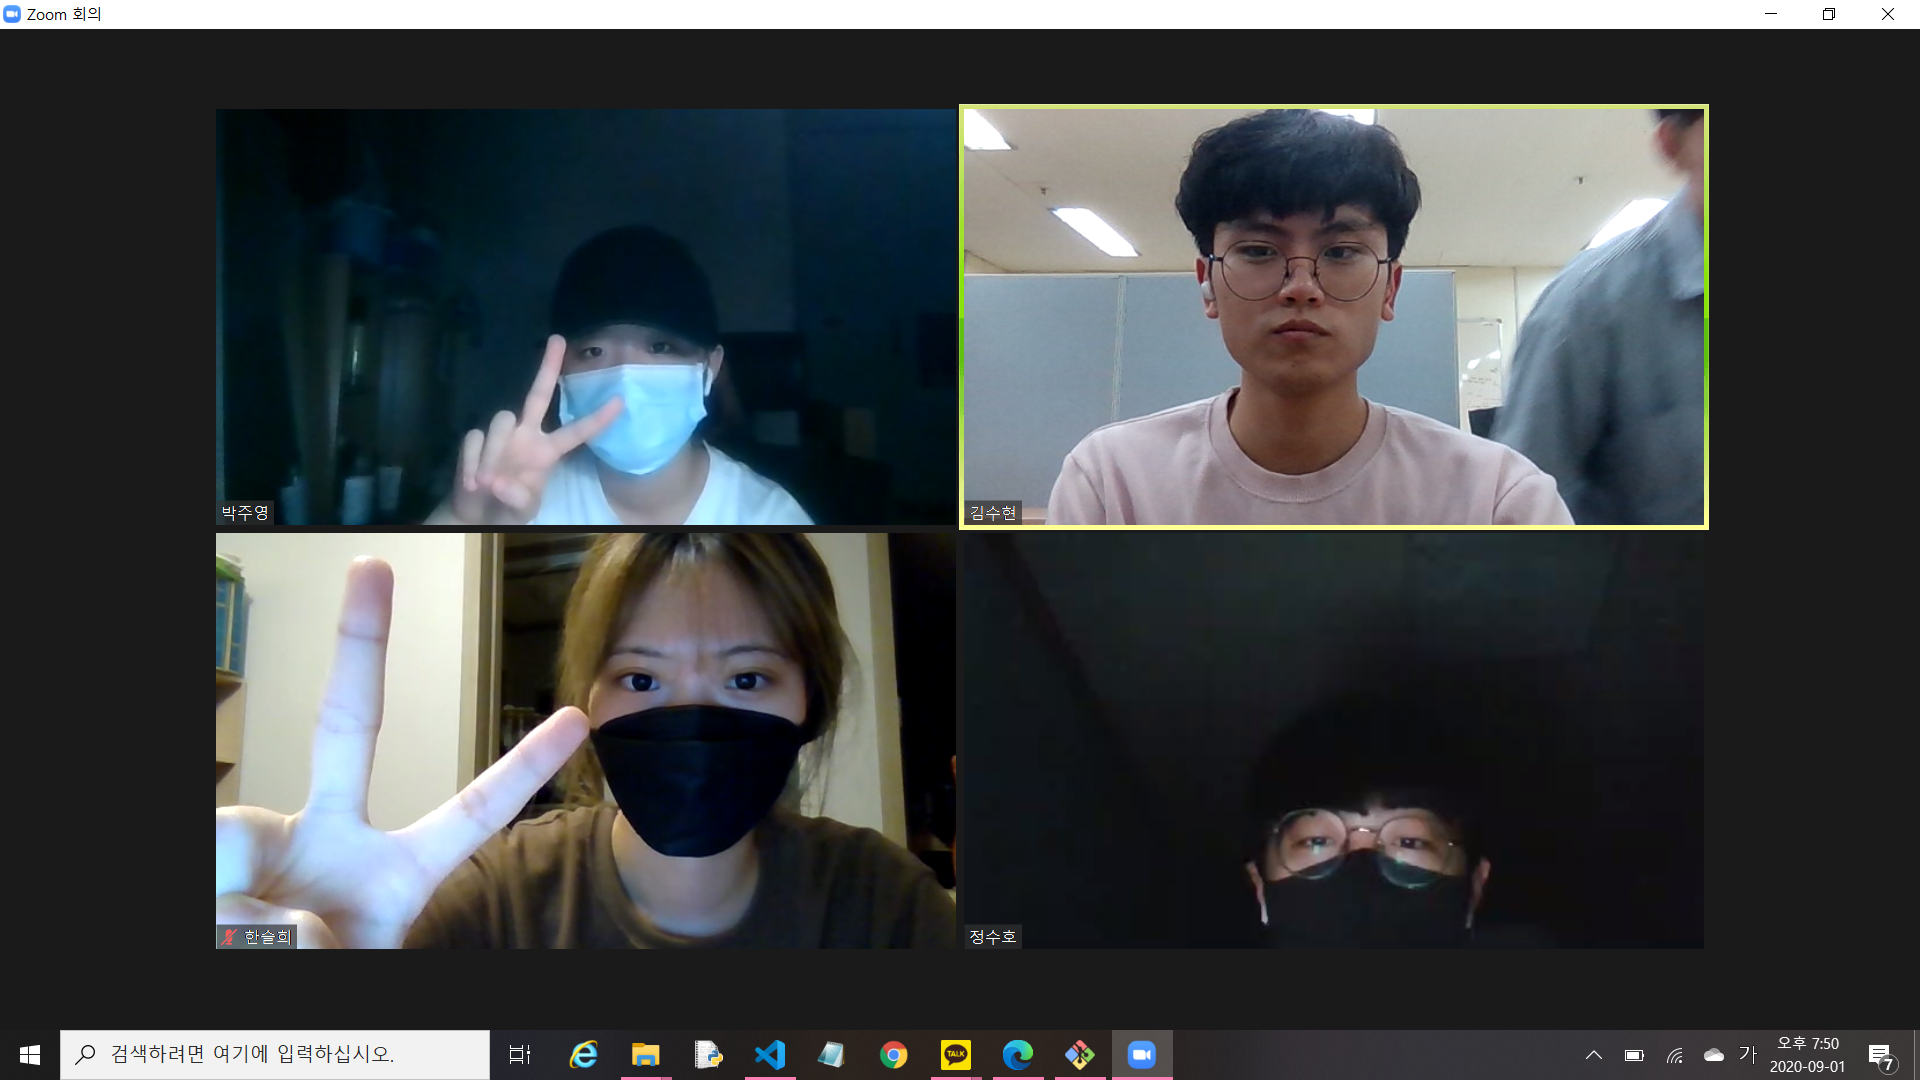 Zoom 회의
박주영
김수현
한슬희
정수호
검색하려면 여기에 입력하십시오.
TALK
가
오후 7:50
2020-09-01
7